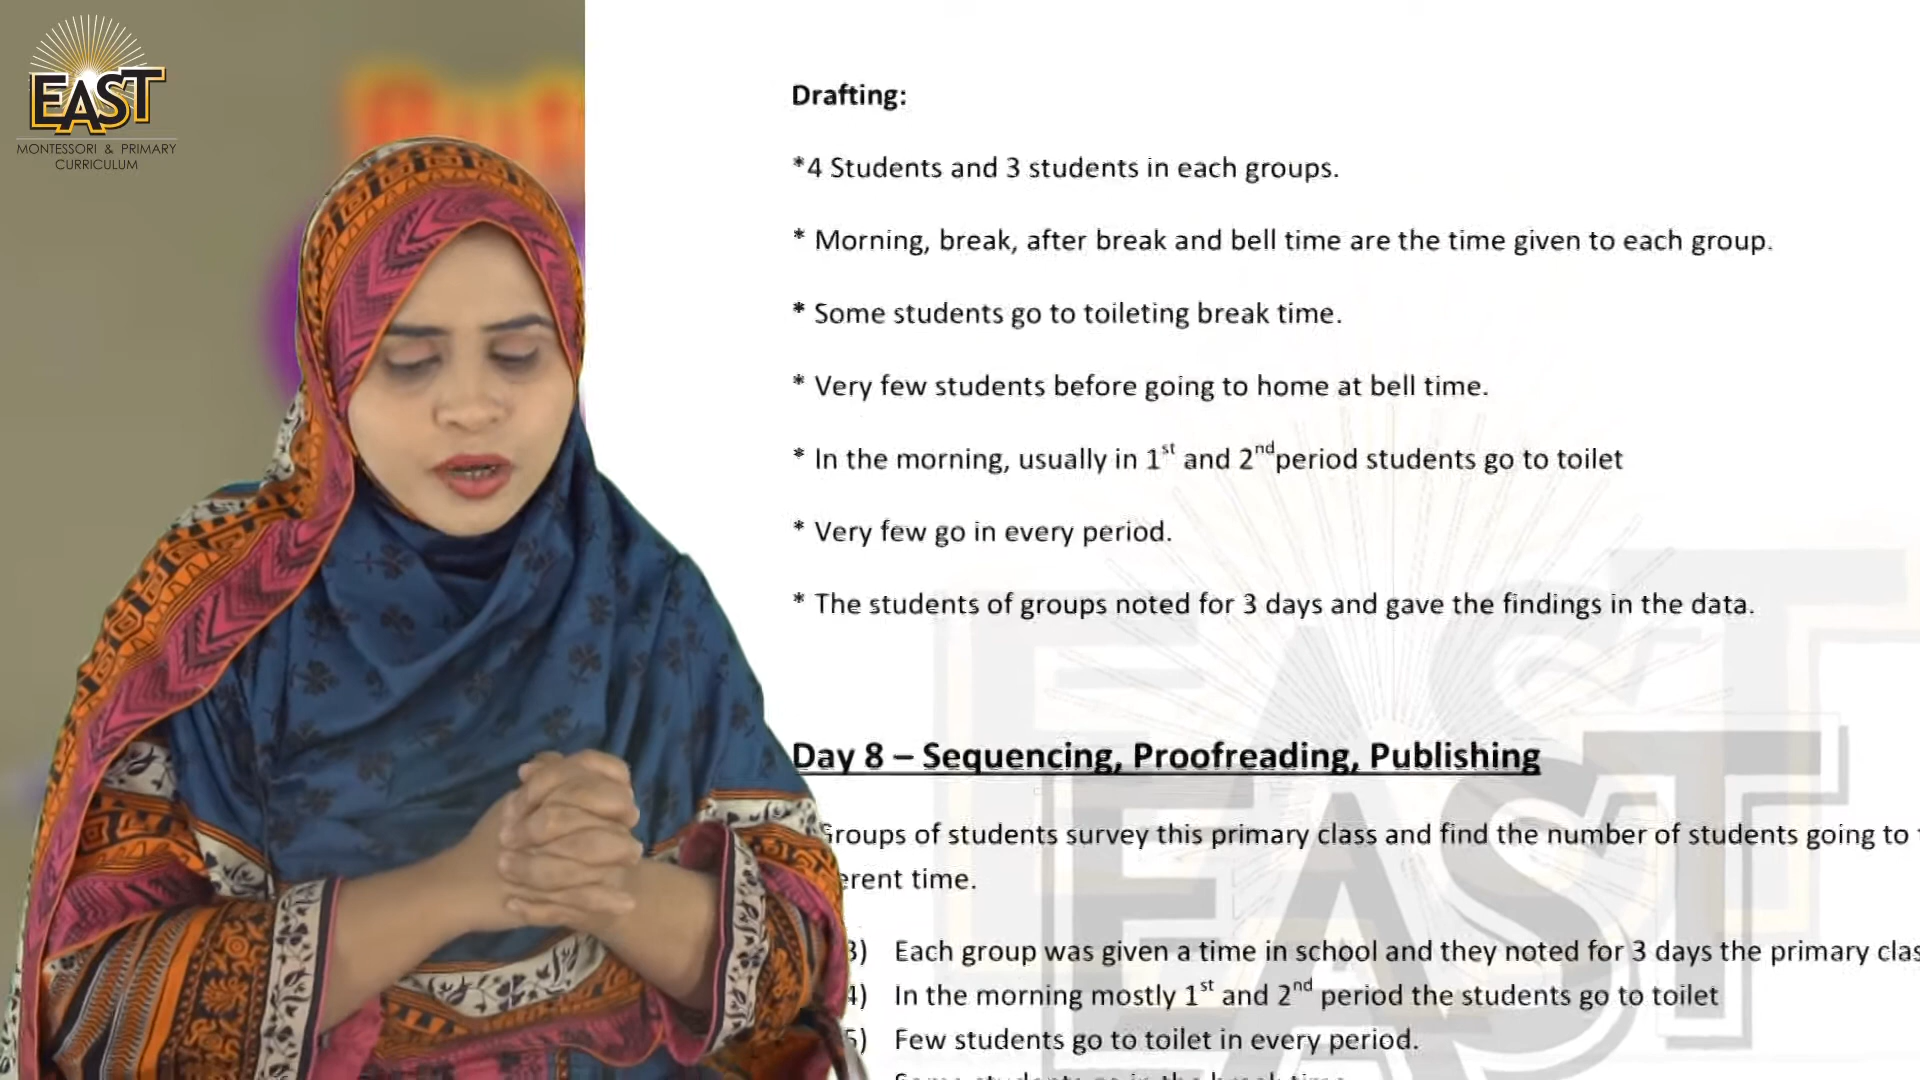 EAST
MONTESSORI & PRIMARY
CURRICULUM
Drafting:
*4 Students and 3 students in each groups.
* Morning, break, after break and bell time are the time given to each group.
* Some students go to toileting break time.
* Very few students before going to home at bell time.
* In the morning, usually in 1st and 2nd period students go to toilet
* Very few go in every period.
* The students of groups noted for 3 days and gave the findings in the data.
EAST
Day 8 – Sequencing, Proofreading, Publishing
Groups of students survey this primary class and find the number of students going to
erent time.
3) Each group was given a time in school and they noted for 3 days the primary clas
4) In the morning mostly 1st and 2nd period the students go to toilet
5) Few students go to toilet in every period.
EAST